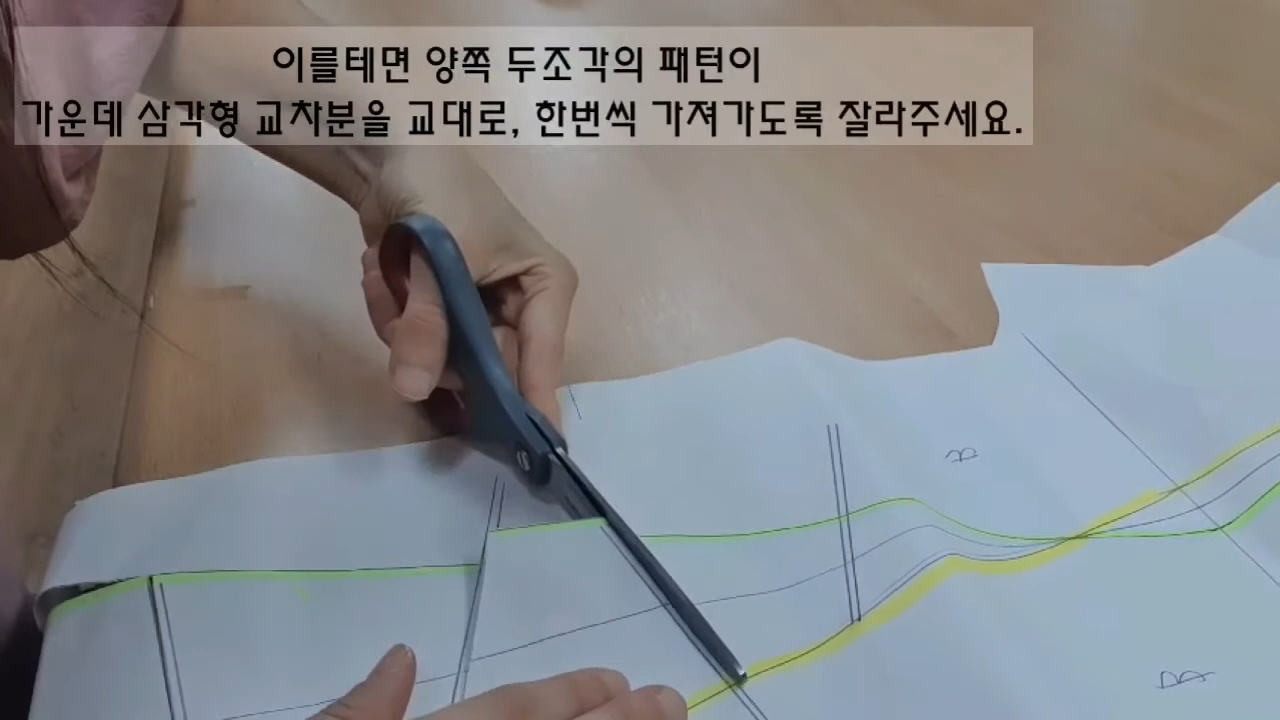 이를테면 양쪽 두조각의 패턴이
가운데 삼각형 교차분을 교대로, 한번씩 가져가도록 잘라주세요.